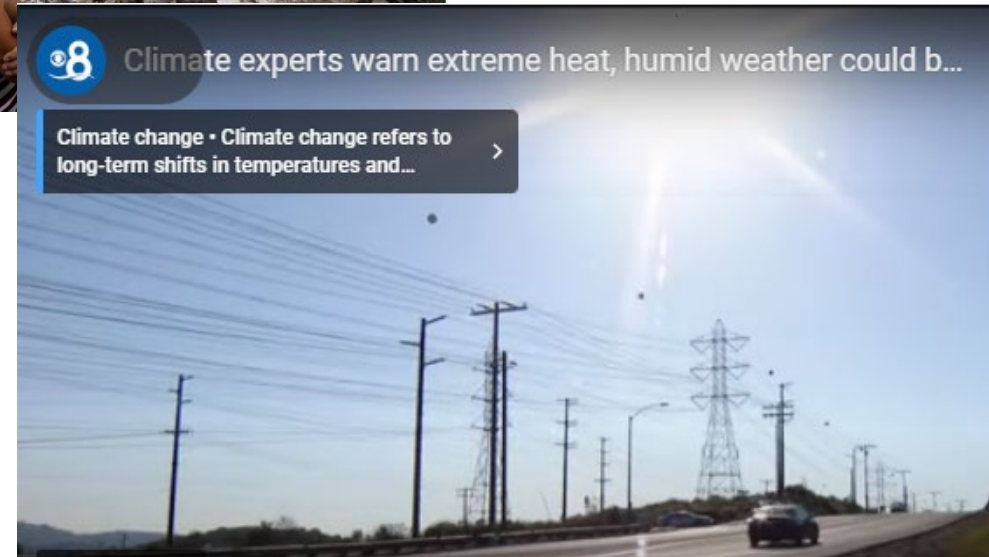 8
Climate experts warn extreme heat, humid weather could b...
Climate change • Climate change refers to
long-term shifts in temperatures and...